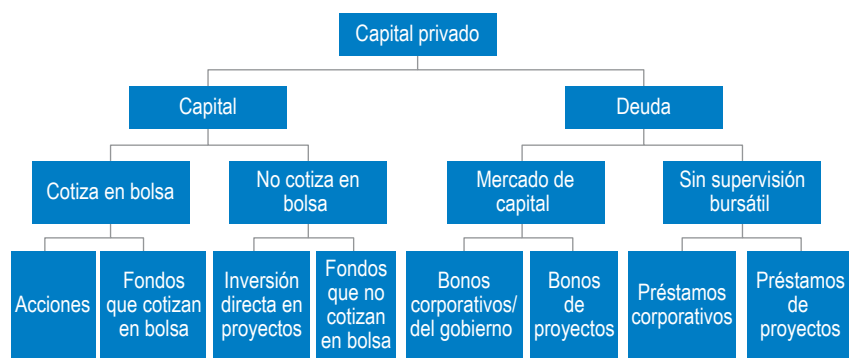 Capital privado
Capital
Deuda
Cotiza en bolsa
No cotiza en
bolsa
Mercado de
capital
Sin supervisión
bursátil
Acciones
Fondos
que cotizan
en bolsa
Inversión
directa en
proyectos
Fondos
que no
cotizan
en bolsa
Bonos
corporativos/
del gobierno
Bonos
de
proyectos
Préstamos
corporativos
Préstamos
de
proyectos